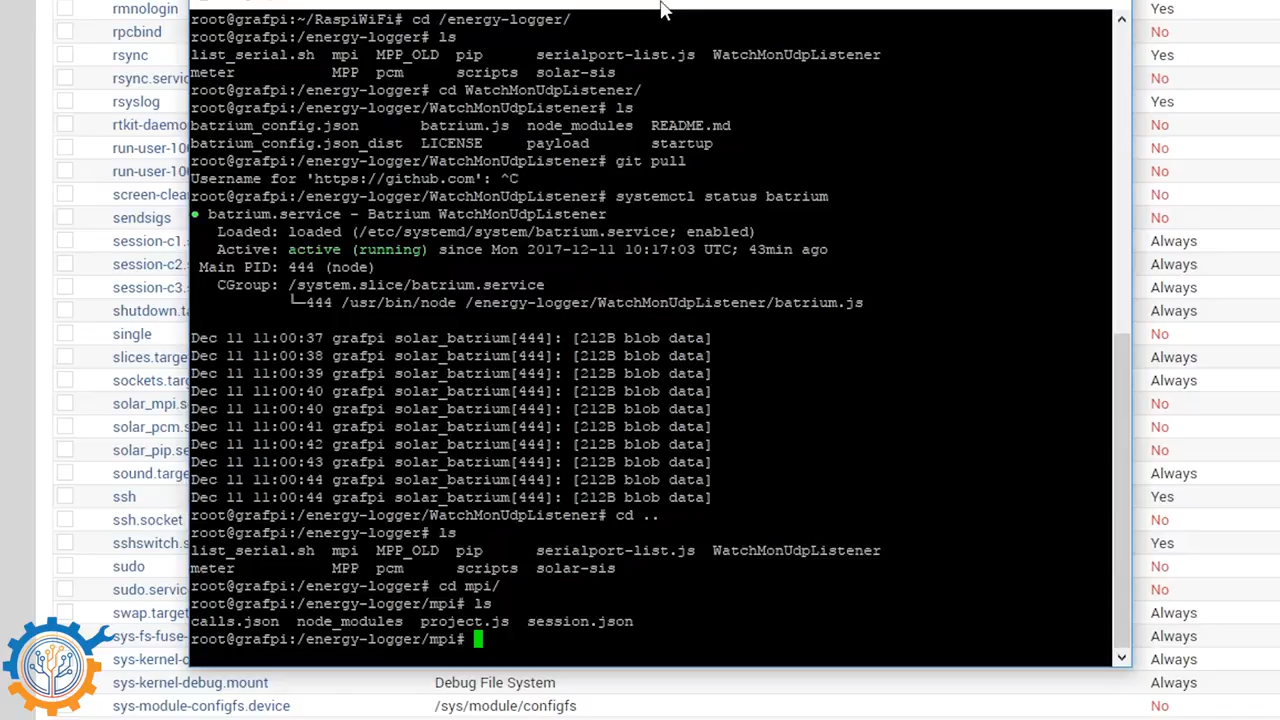 rmnologin Yes
root@grafpi:~/RaspiWiFi# cd /energy-logger/
rpcbind No
root@grafpi:/energy-logger# ls
rsync Yes
list_serial.sh mpi MPP_OLD pip serialport-list.js WatchMonUdpListener
rsync.servic No
meter MPP pcm scripts solar-sis
rsyslog Yes
root@grafpi:/energy-logger# cd WatchMonUdpListener/
root@grafpi:/energy-logger/WatchMonUdpListener# ls
rtkit-daemo No
batrium_config.json batrium.js node_modules README.md
run-user-100 No
batrium_config.json_dist LICENSE payload startup
run-user-100 No
root@grafpi:/energy-logger/WatchMonUdpListener# git pull
Username for 'https://github.com': ^C
screen-clea No
root@grafpi:/energy-logger/WatchMonUdpListener# systemctl status batrium
sendsigs No
● batrium.service - Batrium WatchMonUdpListener
Loaded: loaded (/etc/systemd/system/batrium.service; enabled)
session-c1. Always
Active: active (running) since Mon 2017-12-11 10:17:03 UTC; 43min ago
session-c2. Always
Main PID: 444 (node)
session-c3. Always
CGroup: /system.slice/batrium.service
└─444 /usr/bin/node /energy-logger/WatchMonUdpListener/batrium.js
shutdown.ta Always
single No
Dec 11 11:00:37 grafpi solar_batrium[444]: [212B blob data]
slices.target Always
Dec 11 11:00:38 grafpi solar_batrium[444]: [212B blob data]
Dec 11 11:00:39 grafpi solar_batrium[444]: [212B blob data]
sockets.targ Always
Dec 11 11:00:40 grafpi solar_batrium[444]: [212B blob data]
solar_mpi.s No
Dec 11 11:00:40 grafpi solar_batrium[444]: [212B blob data]
solar_pcm.s No
Dec 11 11:00:41 grafpi solar_batrium[444]: [212B blob data]
solar_pip.se No
Dec 11 11:00:42 grafpi solar_batrium[444]: [212B blob data]
Dec 11 11:00:43 grafpi solar_batrium[444]: [212B blob data]
sound.targe Always
Dec 11 11:00:44 grafpi solar_batrium[444]: [212B blob data]
ssh Yes
Dec 11 11:00:44 grafpi solar_batrium[444]: [212B blob data]
ssh.socket No
root@grafpi:/energy-logger/WatchMonUdpListener# cd ..
root@grafpi:/energy-logger# ls
sshswitch.s Yes
list_serial.sh mpi MPP_OLD pip serialport-list.js WatchMonUdpListener
sudo No
meter MPP pcm scripts solar-sis
root@grafpi:/energy-logger# cd mpi/
sudo.servic No
root@grafpi:/energy-logger/mpi# ls
swap.target Always
calls.json node_modules project.js session.json
sys-fs-fuse- Always
root@grafpi:/energy-logger/mpi#
sys-kernel-c Always
sys-kernel-debug.mount Debug File System Always
sys-module-configfs.device /sys/module/configfs No